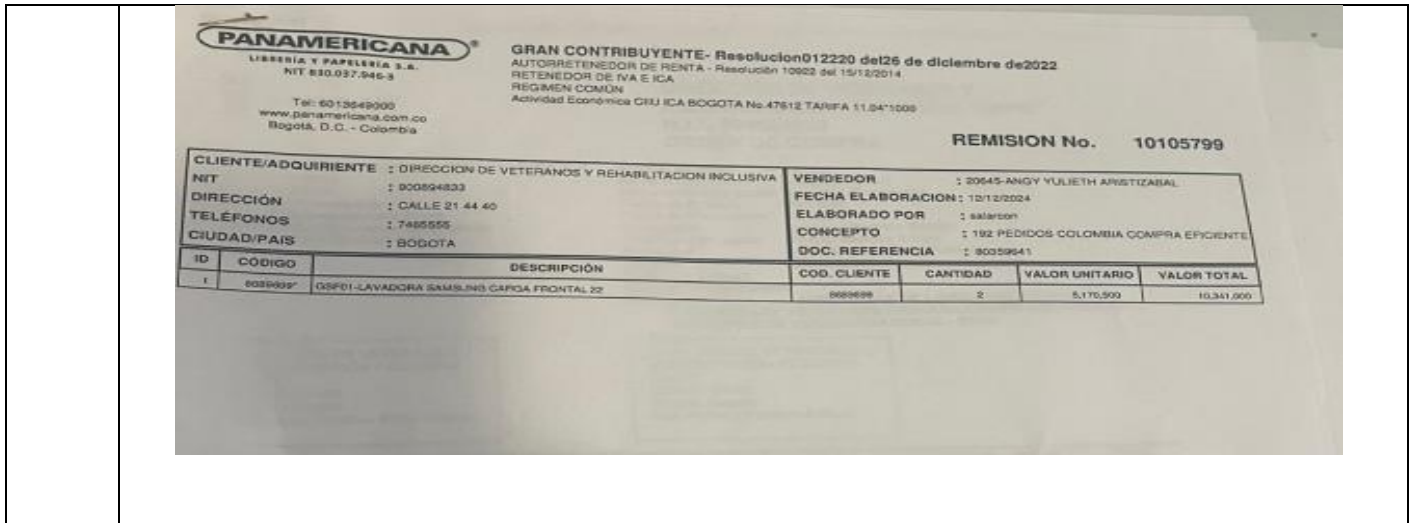 PANAMERICANA®
LIBRERÍA Y PAPELERÍA S.A.
NIT 830.037.946-3
Tel: 6013649000
www.panamericana.com.co
Bogotá, D.C. - Colombia
GRAN CONTRIBUYENTE- Resolucion012220 del26 de diciembre de2022
AUTORRETENEDOR DE RENTA - Resolución 10922 del 15/12/2014
RETENEDOR DE IVA E ICA
REGIMEN COMÚN
Actividad Económica CIIU ICA BOGOTA No.47612 TARIFA 11.04*1000
REMISION No. 10105799
CLIENTE/ADQUIRIENTE : DIRECCION DE VETERANOS Y REHABILITACION INCLUSIVA
NIT : 900894833
DIRECCIÓN : CALLE 21 44 40
TELÉFONOS : 7485555
CIUDAD/PAIS : BOGOTA
VENDEDOR : 20645-ANGY YULIETH ARISTIZABAL
FECHA ELABORACION : 12/2024
ELABORADO POR : salarcon
CONCEPTO : 192 PEDIDOS COLOMBIA COMPRA EFICIENTE
DOC. REFERENCIA : 80359641
ID CÓDIGO DESCRIPCIÓN COD. CLIENTE CANTIDAD VALOR UNITARIO VALOR TOTAL
1 GSF01-LAVADORA SAMSUNG CARGA FRONTAL 22 2 5,170,500 10,341,000